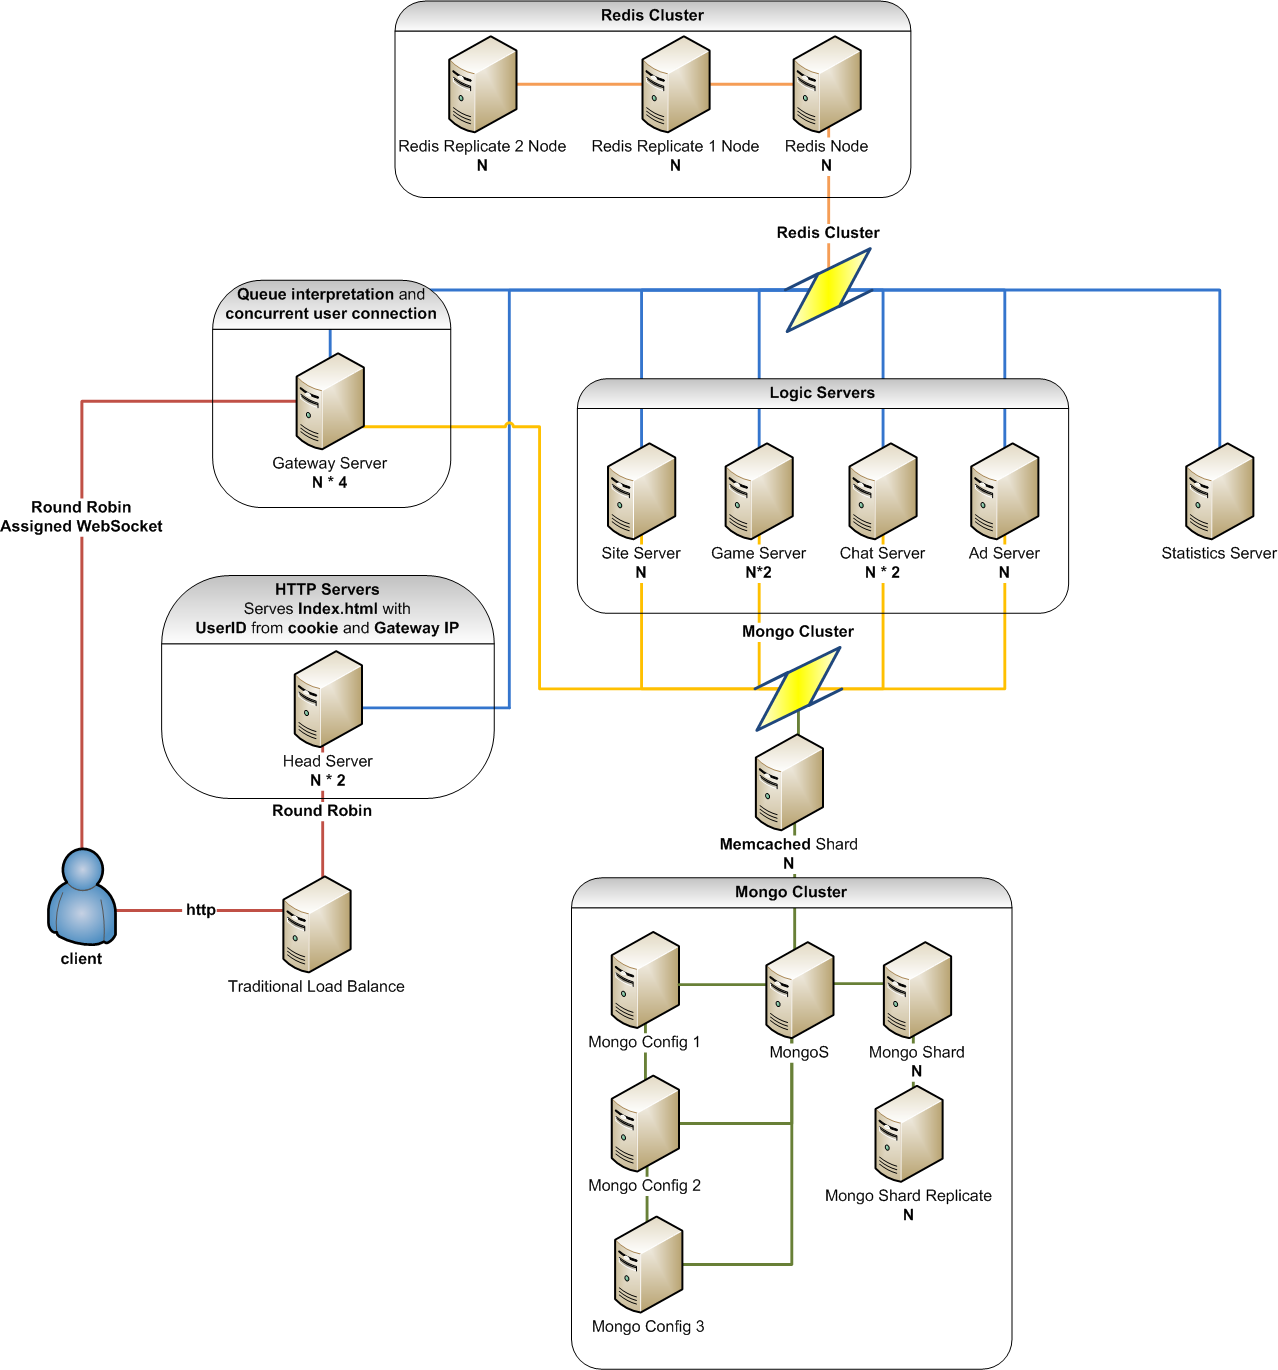 Redis Cluster
Redis Replicate 2 Node
N
Redis Replicate 1 Node
N
Redis Node
N
Redis Cluster
Queue interpretation and
concurrent user connection
Gateway Server
N * 4
Logic Servers
Site Server
N
Game Server
N*2
Chat Server
N * 2
Ad Server
N
Statistics Server
Round Robin
Assigned WebSocket
HTTP Servers
Serves Index.html with
UserID from cookie and Gateway IP
Head Server
N * 2
Round Robin
Mongo Cluster
Memcached Shard
N
client
http
Traditional Load Balance
Mongo Cluster
Mongo Config 1
MongoS
Mongo Shard
N
Mongo Config 2
Mongo Shard Replicate
N
Mongo Config 3